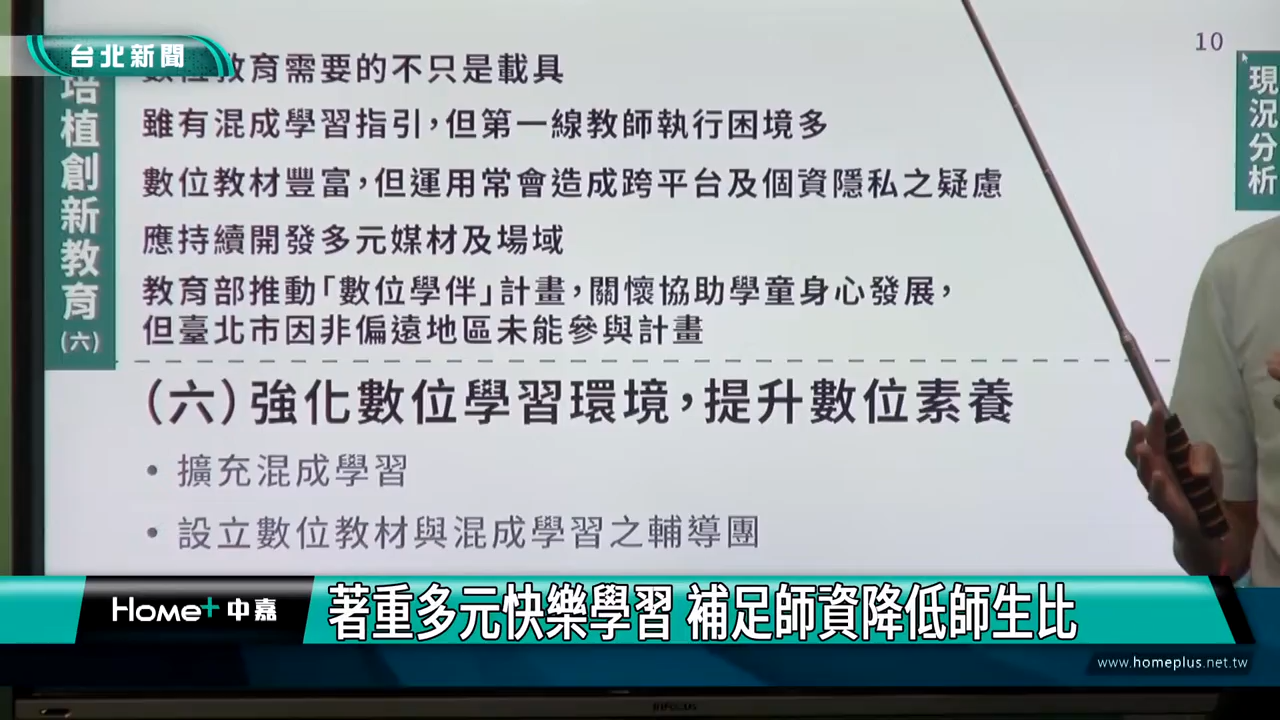 台北新聞
10
培植創新教育
(六)
現況分析
數位教育需要的不只是載具
雖有混成學習指引,但第一線教師執行困境多
數位教材豐富,但運用常會造成跨平台及個資隱私之疑慮
應持續開發多元媒材及場域
教育部推動「數位學伴」計畫,關懷協助學童身心發展,
但臺北市因非偏遠地區未能參與計畫
(六)強化數位學習環境,提升數位素養
• 擴充混成學習
• 設立數位教材與混成學習之輔導團
Home+中嘉
著重多元快樂學習 補足師資降低師生比
www.homeplus.net.tw
InFocus